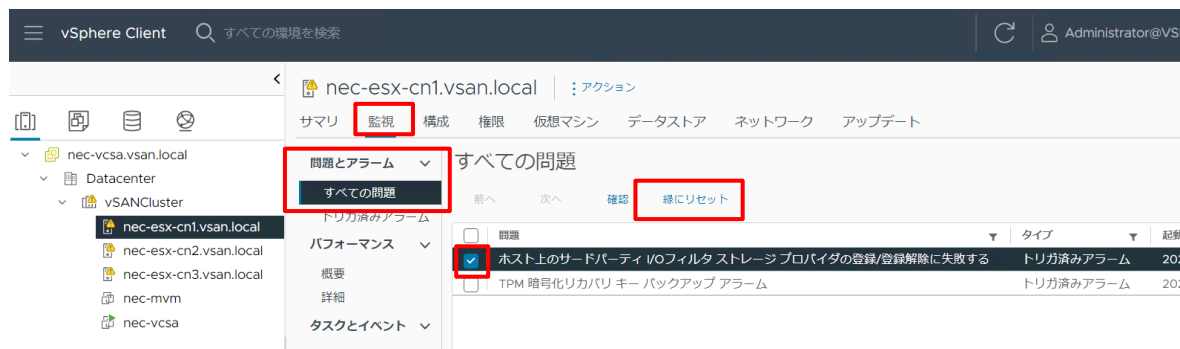 vSphere Client すべての環境を検索 Administrator@VS
nec-esx-cn1.vsan.local アクション
サマリ 監視 構成 権限 仮想マシン データストア ネットワーク アップデート
nec-vcsa.vsan.local
Datacenter
vSANCluster
nec-esx-cn1.vsan.local
nec-esx-cn2.vsan.local
nec-esx-cn3.vsan.local
nec-mvm
nec-vcsa
問題とアラーム
すべての問題
トリガ済みアラーム
パフォーマンス
概要
詳細
タスクとイベント
すべての問題
前へ 次へ 確認 緑にリセット
問題 タイプ 起動
ホスト上のサードパーティ I/Oフィルタ ストレージ プロバイダの登録/登録解除に失敗する トリガ済みアラーム 202
TPM 暗号化リカバリ キー バックアップ アラーム トリガ済みアラーム 202